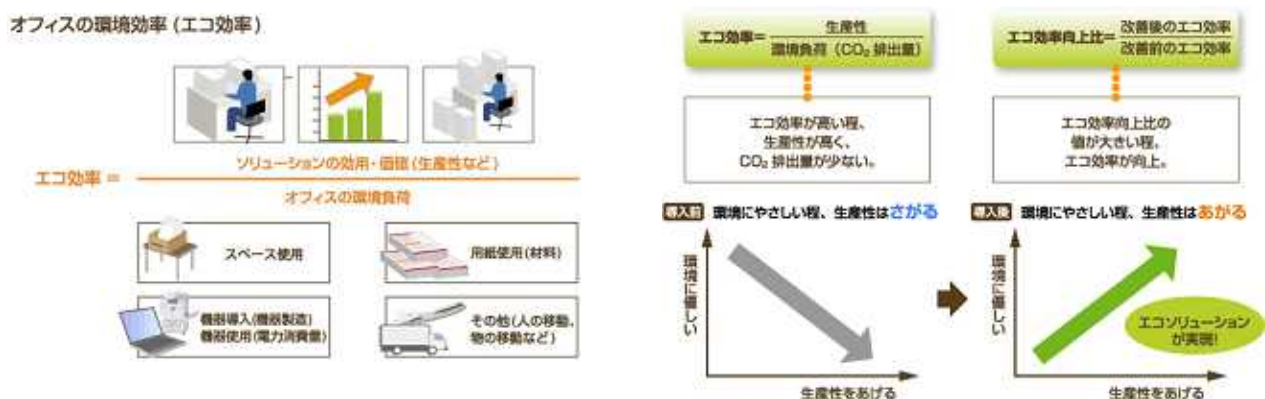 オフィスの環境効率(エコ効率)
エコ効率 =
ソリューションの効用・価値(生産性など)
オフィスの環境負荷
スペース使用
用紙使用(材料)
機器導入(機器製造)
機器使用(電力消費量)
その他(人の移動、
物の移動など)
エコ効率=
生産性
環境負荷(CO₂排出量)
エコ効率が高い程、
生産性が高く、
CO₂排出量が少ない。
導入前 環境にやさしい程、生産性はさがる
環境に優しい
生産性をあげる
エコ効率向上比=
改善後のエコ効率
改善前のエコ効率
エコ効率向上比の
値が大きい程、
エコ効率が向上。
導入後 環境にやさしい程、生産性はあがる
環境に優しい
エコソリューション
が実現!
生産性をあげる